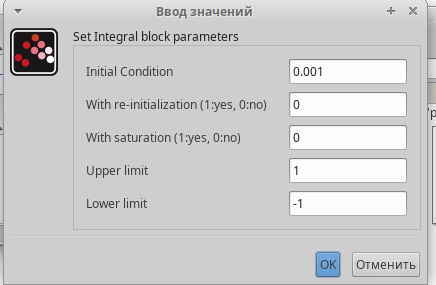 Ввод значений
Set Integral block parameters
Initial Condition 0.001
With re-initialization (1:yes, 0:no) 0
With saturation (1:yes, 0:no) 0
Upper limit 1
Lower limit -1
OK Отменить